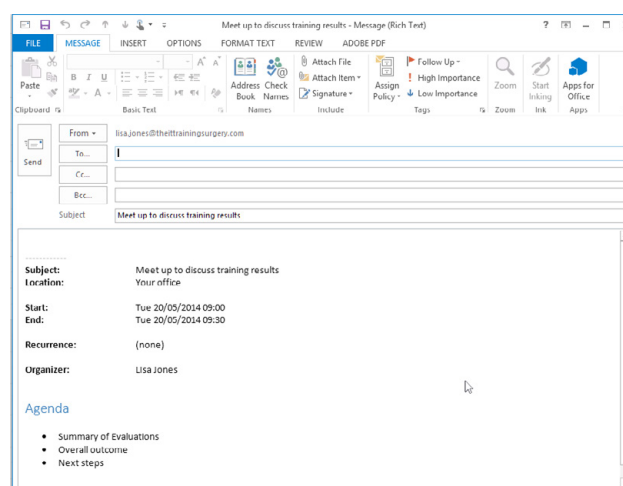 Meet up to discuss training results - Message (Rich Text)
FILE MESSAGE INSERT OPTIONS FORMAT TEXT REVIEW ADOBE PDF
Paste
B I U
Address Book
Check Names
Attach File
Attach Item
Signature
Assign Policy
Follow Up
High Importance
Low Importance
Zoom
Start Inking
Apps for Office
Clipboard Basic Text Names Include Tags Zoom Ink Apps
Send
From lisa.jones@theittrainingsurgery.com
To...
Cc...
Bcc...
Subject Meet up to discuss training results
Subject: Meet up to discuss training results
Location: Your office
Start: Tue 20/05/2014 09:00
End: Tue 20/05/2014 09:30
Recurrence: (none)
Organizer: Lisa Jones
Agenda
• Summary of Evaluations
• Overall outcome
• Next steps